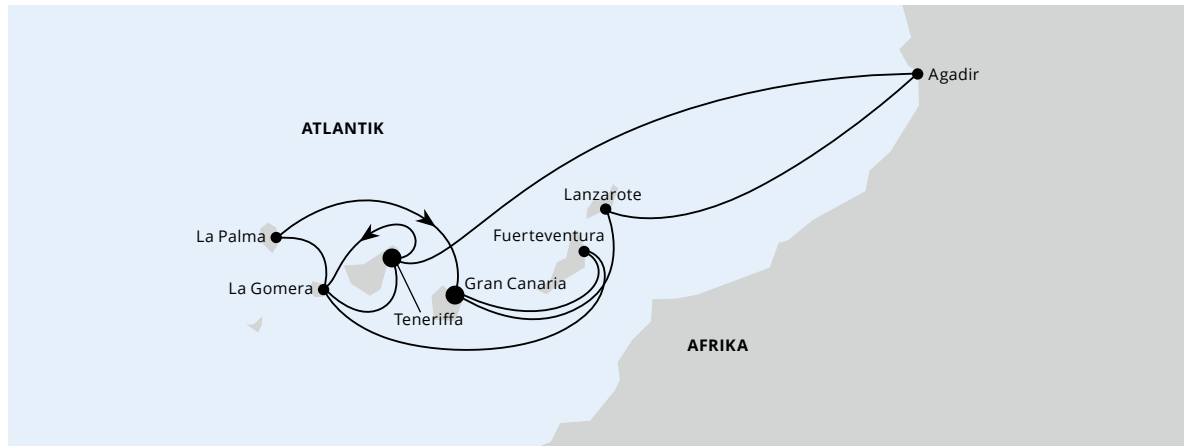 Agadir
ATLANTIK
Lanzarote
La Palma
Fuerteventura
La Gomera
Gran Canaria
Teneriffa
AFRIKA